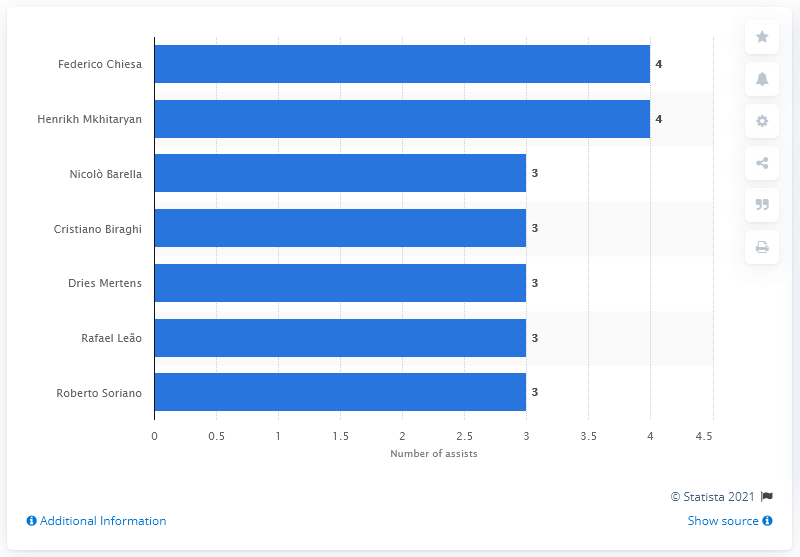 Federico Chiesa 4
Henrikh Mkhitaryan 4
Nicolò Barella 3
Cristiano Biraghi 3
Dries Mertens 3
Rafael Leão 3
Roberto Soriano 3
0 0.5 1 1.5 2 2.5 3 3.5 4 4.5
Number of assists
© Statista 2021
Additional Information
Show source